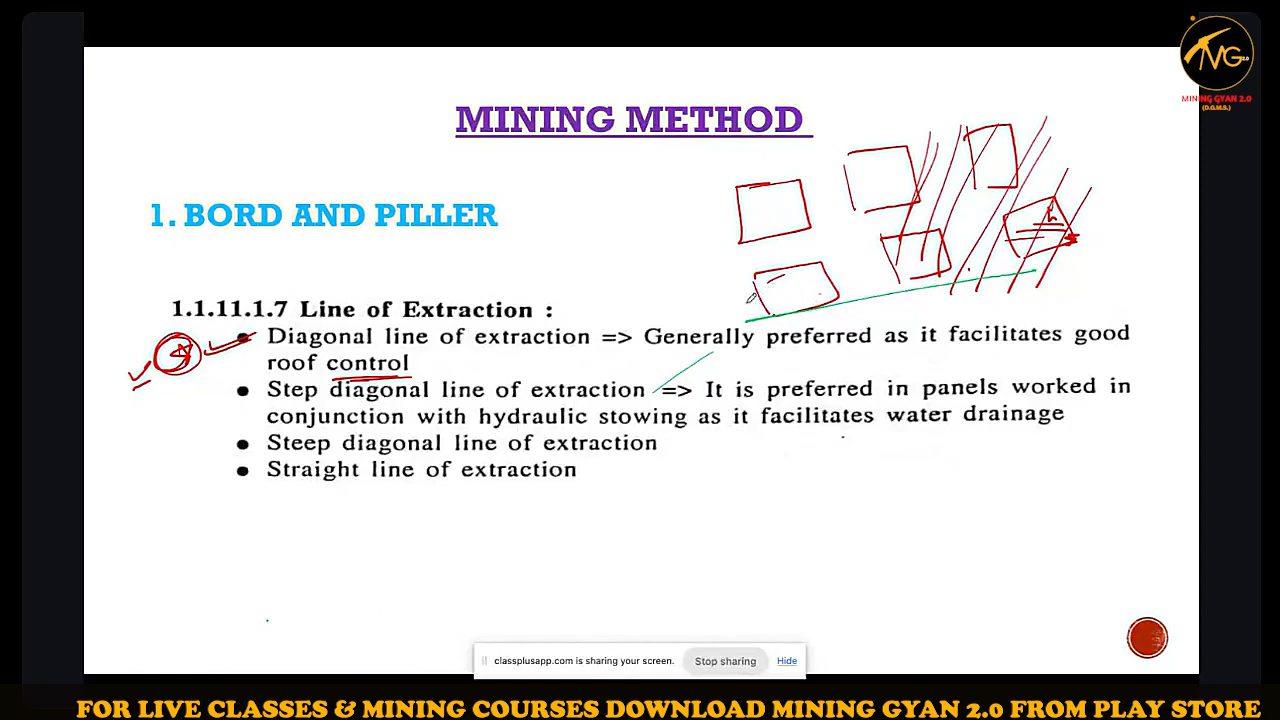 MINING METHOD
MG 2.0
MINING GYAN 2.0
(D.G.M.S.)
1. BORD AND PILLER
h
1.1.11.1.7 Line of Extraction :
• Diagonal line of extraction => Generally preferred as it facilitates good
roof control
• Step diagonal line of extraction => It is preferred in panels worked in
conjunction with hydraulic stowing as it facilitates water drainage
• Steep diagonal line of extraction
• Straight line of extraction
classplusapp.com is sharing your screen. Stop sharing Hide
FOR LIVE CLASSES & MINING COURSES DOWNLOAD MINING GYAN 2.0 FROM PLAY STORE